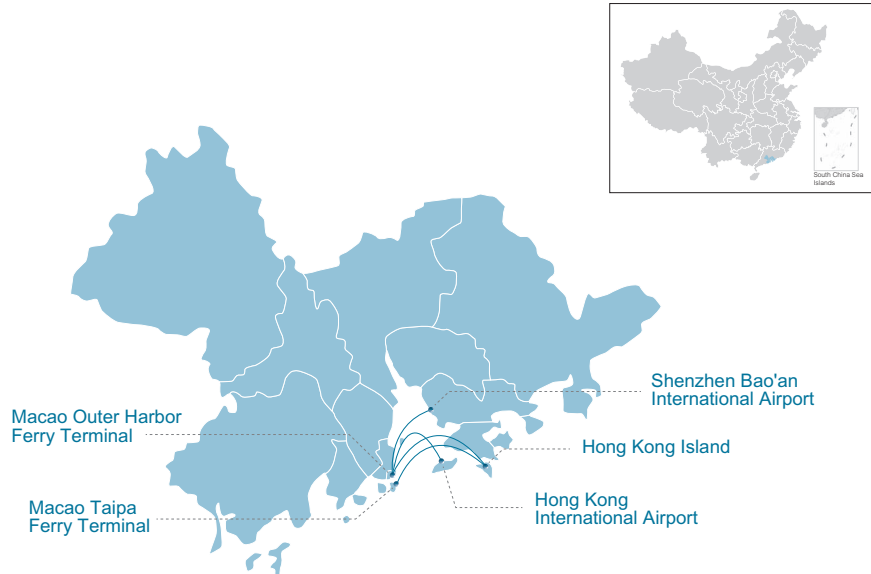 South China Sea
Islands
Shenzhen Bao'an
International Airport
Macao Outer Harbor
Ferry Terminal
Hong Kong Island
Macao Taipa
Ferry Terminal
Hong Kong
International Airport